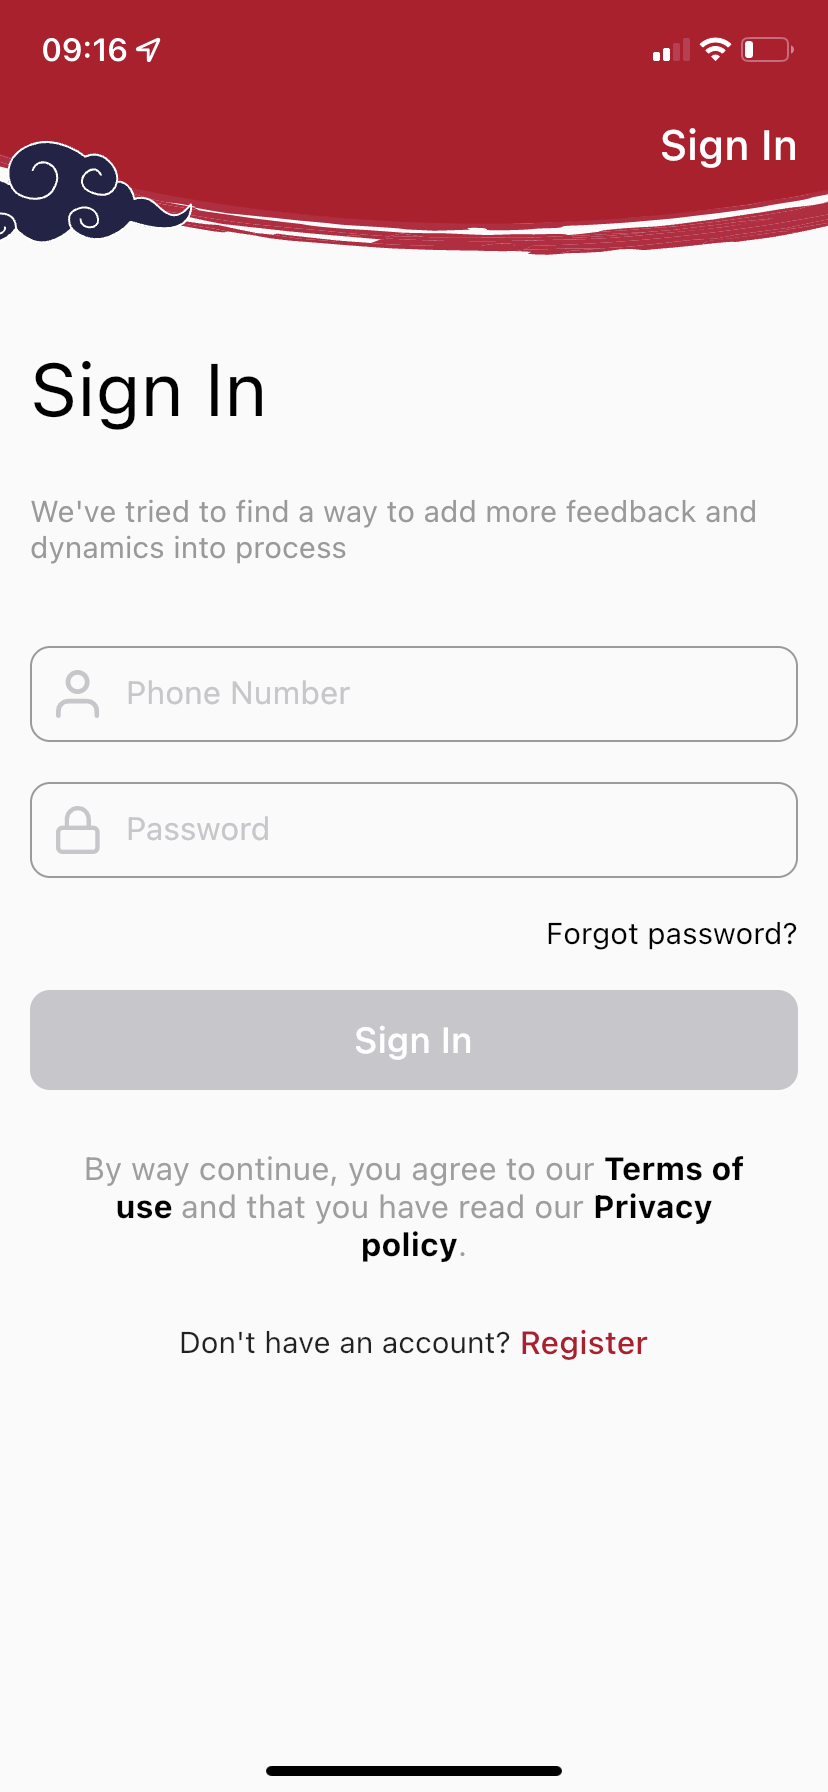 09:16
Sign In
Sign In
We've tried to find a way to add more feedback and
dynamics into process
Phone Number
Password
Forgot password?
Sign In
By way continue, you agree to our Terms of
use and that you have read our Privacy
policy.
Don't have an account? Register